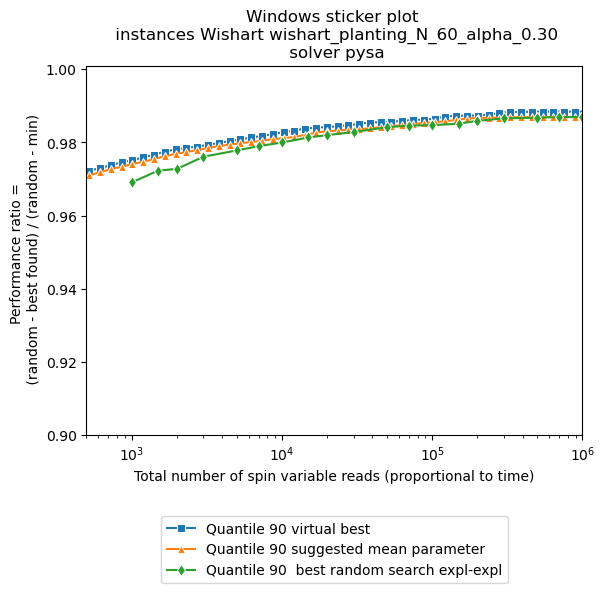 Windows sticker plot
instances Wishart wishart_planting_N_60_alpha_0.30
solver pysa
Performance ratio =
(random - best found) / (random - min)
1.00
0.98
0.96
0.94
0.92
0.90
10³ 10⁴ 10⁵ 10⁶
Total number of spin variable reads (proportional to time)
Quantile 90 virtual best
Quantile 90 suggested mean parameter
Quantile 90  best random search expl-expl